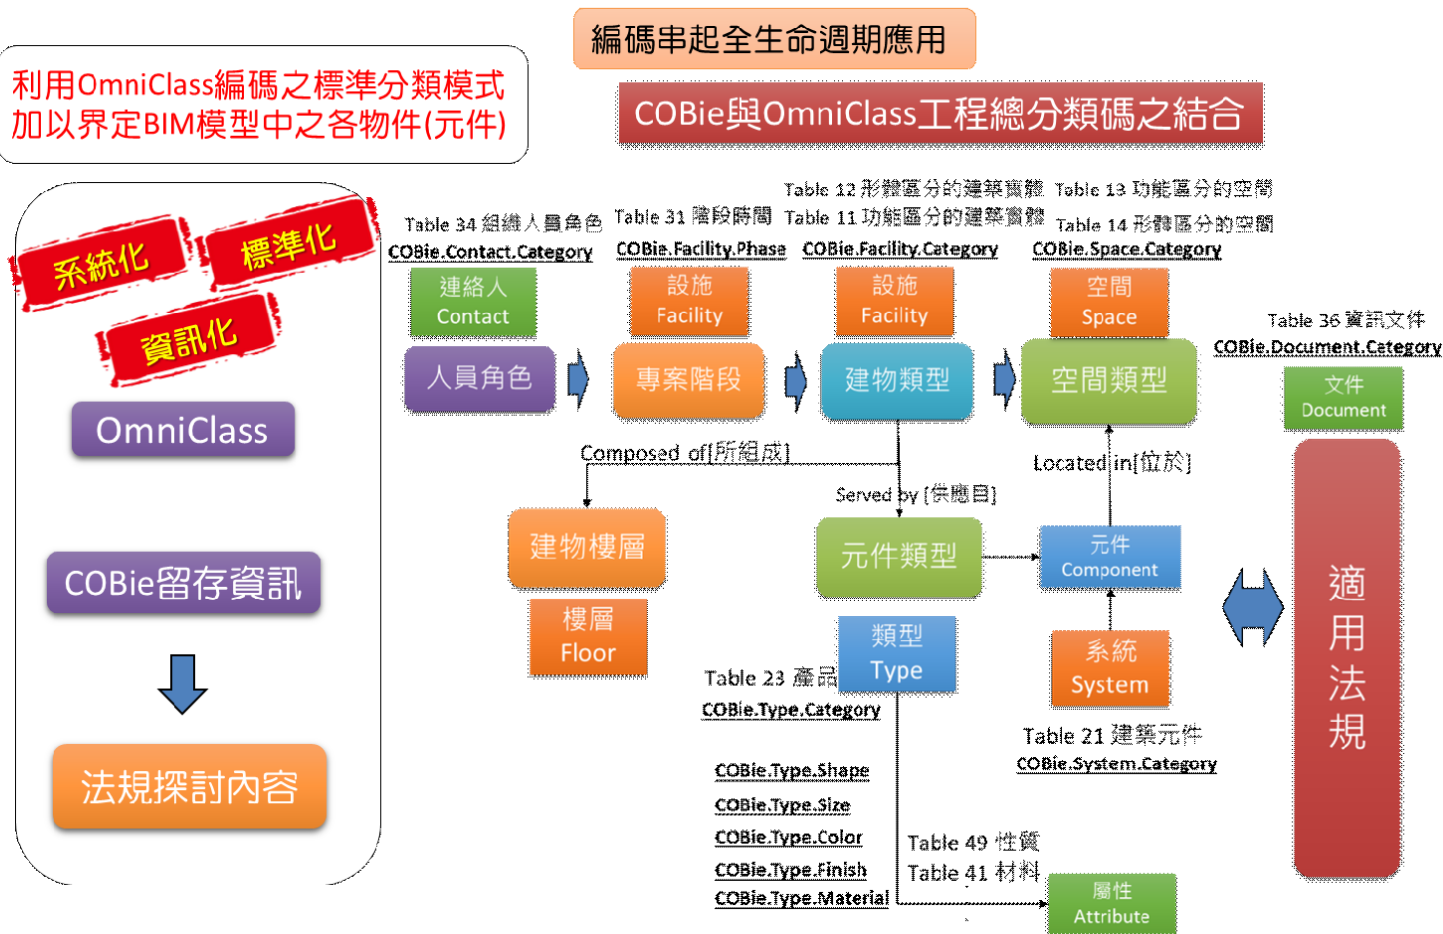 編碼串起全生命週期應用
利用OmniClass編碼之標準分類模式
加以界定BIM模型中之各物件(元件)
COBie與OmniClass工程總分類碼之結合
系統化
標準化
資訊化
OmniClass
COBie留存資訊
法規探討內容
Table 34 組織人員角色
COBie.Contact.Category
連絡人
Contact
人員角色
Table 31 階段時間
COBie.Facility.Phase
設施
Facility
專案階段
Table 12 形體區分的建築實體
Table 11 功能區分的建築實體
COBie.Facility.Category
設施
Facility
建物類型
Table 13 功能區分的空間
Table 14 形體區分的空間
COBie.Space.Category
空間
Space
空間類型
Table 36 資訊文件
COBie.Document.Category
文件
Document
適用法規
Composed of[所組成]
Served by [供應目]
Located in[位於]
建物樓層
樓層
Floor
元件類型
類型
Type
元件
Component
系統
System
Table 21 建築元件
COBie.System.Category
Table 23 產品
COBie.Type.Category
COBie.Type.Shape
COBie.Type.Size
COBie.Type.Color
COBie.Type.Finish
COBie.Type.Material
Table 49 性質
Table 41 材料
屬性
Attribute